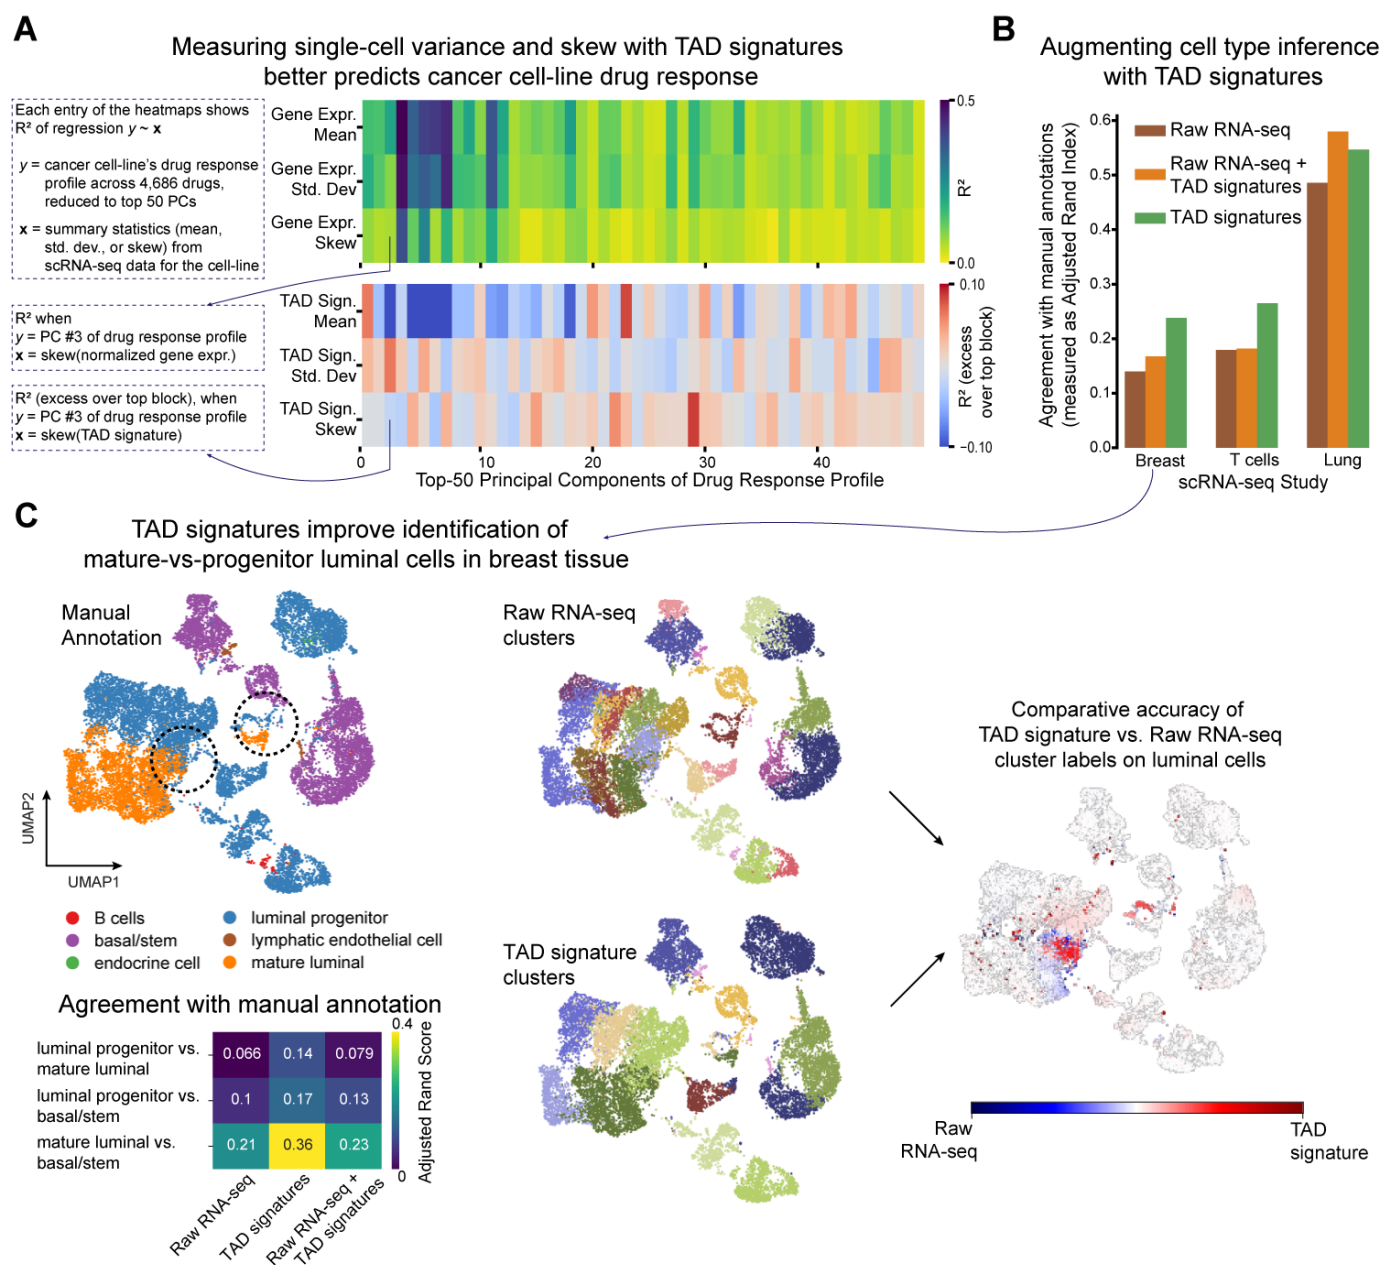 A
Measuring single-cell variance and skew with TAD signatures
better predicts cancer cell-line drug response
Each entry of the heatmaps shows
R² of regression y ~ x
y = cancer cell-line's drug response
profile across 4,686 drugs,
reduced to top 50 PCs
x = summary statistics (mean,
std. dev., or skew) from
scRNA-seq data for the cell-line
R² when
y = PC #3 of drug response profile
x = skew(normalized gene expr.)
R² (excess over top block), when
y = PC #3 of drug response profile
x = skew(TAD signature)
Gene Expr.
Mean
Gene Expr.
Std. Dev
Gene Expr.
Skew
0.5
R²
0.0
TAD Sign.
Mean
TAD Sign.
Std. Dev
TAD Sign.
Skew
0.10
R² (excess
over top block)
−0.10
0
10
20
30
40
Top-50 Principal Components of Drug Response Profile
B
Augmenting cell type inference
with TAD signatures
Agreement with manual annotations
(measured as Adjusted Rand Index)
0.6
0.5
0.4
0.3
0.2
0.1
0.0
Raw RNA-seq
Raw RNA-seq +
TAD signatures
TAD signatures
Breast
T cells
Lung
scRNA-seq Study
C
TAD signatures improve identification of
mature-vs-progenitor luminal cells in breast tissue
Manual
Annotation
UMAP2
UMAP1
B cells
basal/stem
endocrine cell
luminal progenitor
lymphatic endothelial cell
mature luminal
Raw RNA-seq
clusters
TAD signature
clusters
Comparative accuracy of
TAD signature vs. Raw RNA-seq
cluster labels on luminal cells
Raw
RNA-seq
TAD
signature
Agreement with manual annotation
luminal progenitor vs.
mature luminal
luminal progenitor vs.
basal/stem
mature luminal vs.
basal/stem
0.066
0.14
0.079
0.1
0.17
0.13
0.21
0.36
0.23
0.4
Adjusted Rand Score
0
Raw RNA-seq
TAD signatures
Raw RNA-seq +
TAD signatures